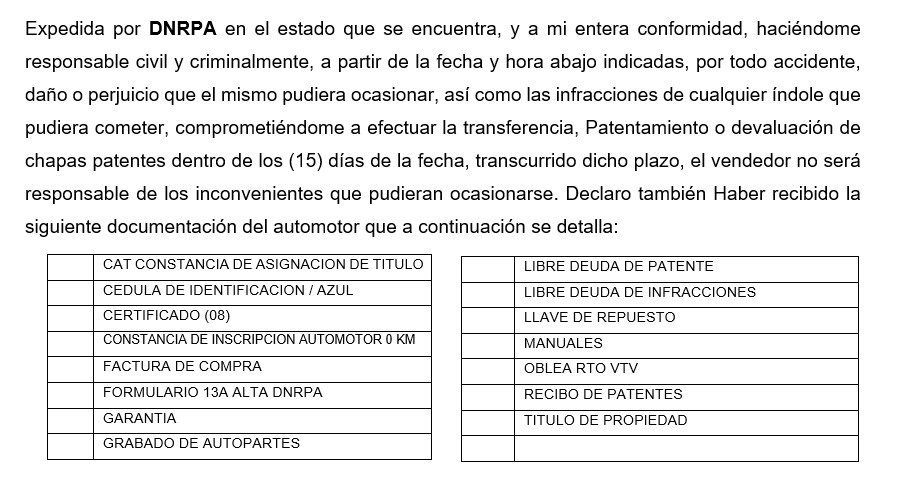 Expedida por DNRPA en el estado que se encuentra, y a mi entera conformidad, haciéndome
responsable civil y criminalmente, a partir de la fecha y hora abajo indicadas, por todo accidente,
daño o perjuicio que el mismo pudiera ocasionar, así como las infracciones de cualquier índole que
pudiera cometer, comprometiéndome a efectuar la transferencia, Patentamiento o devaluación de
chapas patentes dentro de los (15) días de la fecha, transcurrido dicho plazo, el vendedor no será
responsable de los inconvenientes que pudieran ocasionarse. Declaro también Haber recibido la
siguiente documentación del automotor que a continuación se detalla:
CAT CONSTANCIA DE ASIGNACION DE TITULO
CEDULA DE IDENTIFICACION / AZUL
CERTIFICADO (08)
CONSTANCIA DE INSCRIPCION AUTOMOTOR 0 KM
FACTURA DE COMPRA
FORMULARIO 13A ALTA DNRPA
GARANTIA
GRABADO DE AUTOPARTES
LIBRE DEUDA DE PATENTE
LIBRE DEUDA DE INFRACCIONES
LLAVE DE REPUESTO
MANUALES
OBLEA RTO VTV
RECIBO DE PATENTES
TITULO DE PROPIEDAD